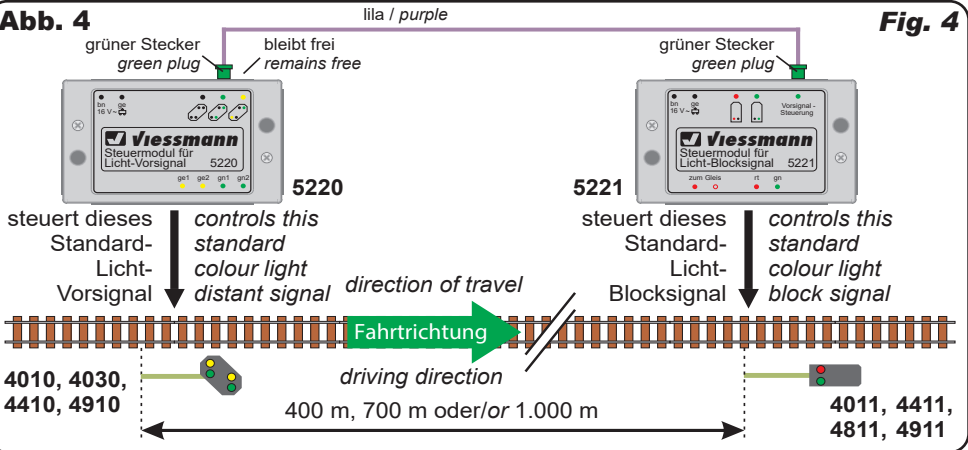 Abb. 4
lila / purple
Fig. 4
grüner Stecker
green plug
bleibt frei
remains free
grüner Stecker
green plug
bn ge
16 V~
Viessmann
Steuermodul für
Licht-Vorsignal 5220
ge1 ge2 gn1 gn2
5220
bn ge
16 V~
Vorsignal -
Steuerung
Viessmann
Steuermodul für
Licht-Blocksignal 5221
zum Gleis rt gn
5221
steuert dieses
Standard-
Licht-
Vorsignal
controls this
standard
colour light
distant signal
direction of travel
steuert dieses
Standard-
Licht-
Blocksignal
controls this
standard
colour light
block signal
Fahrtrichtung
driving direction
4010, 4030,
4410, 4910
400 m, 700 m oder/or 1.000 m
4011, 4411,
4811, 4911